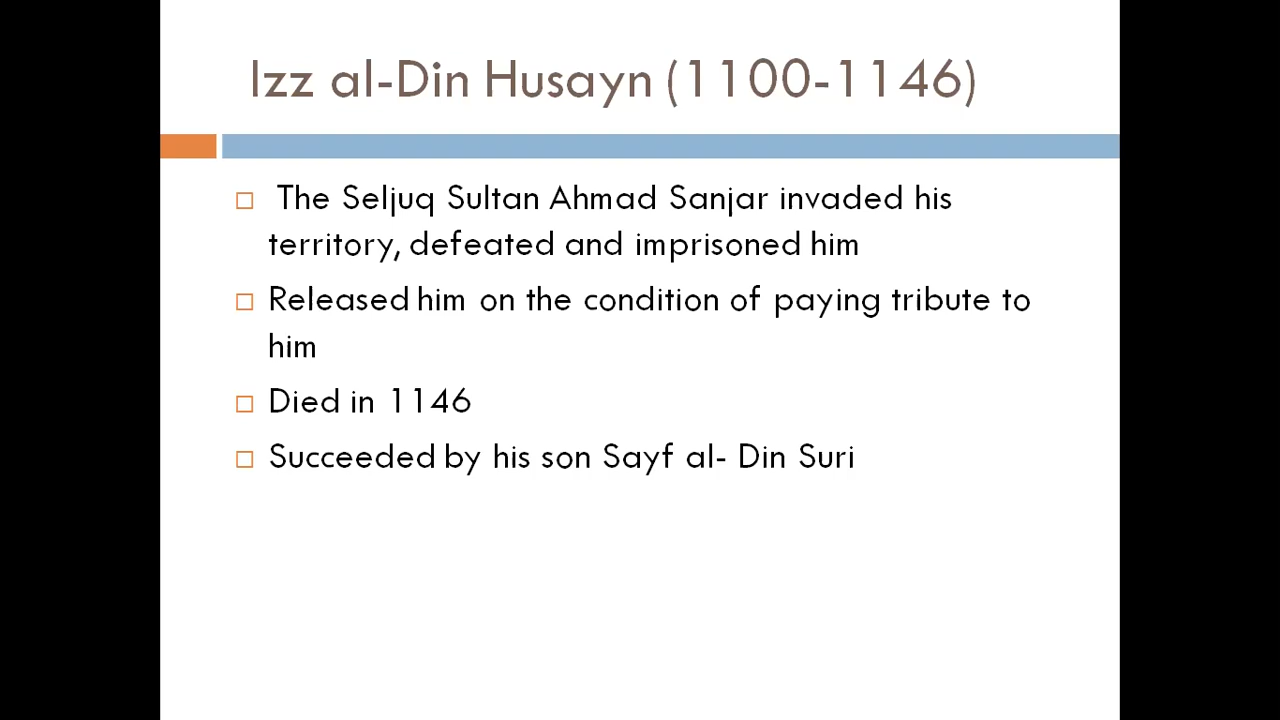 Izz al-Din Husayn (1100-1146)
The Seljuq Sultan Ahmad Sanjar invaded his
territory, defeated and imprisoned him
Released him on the condition of paying tribute to
him
Died in 1146
Succeeded by his son Sayf al- Din Suri